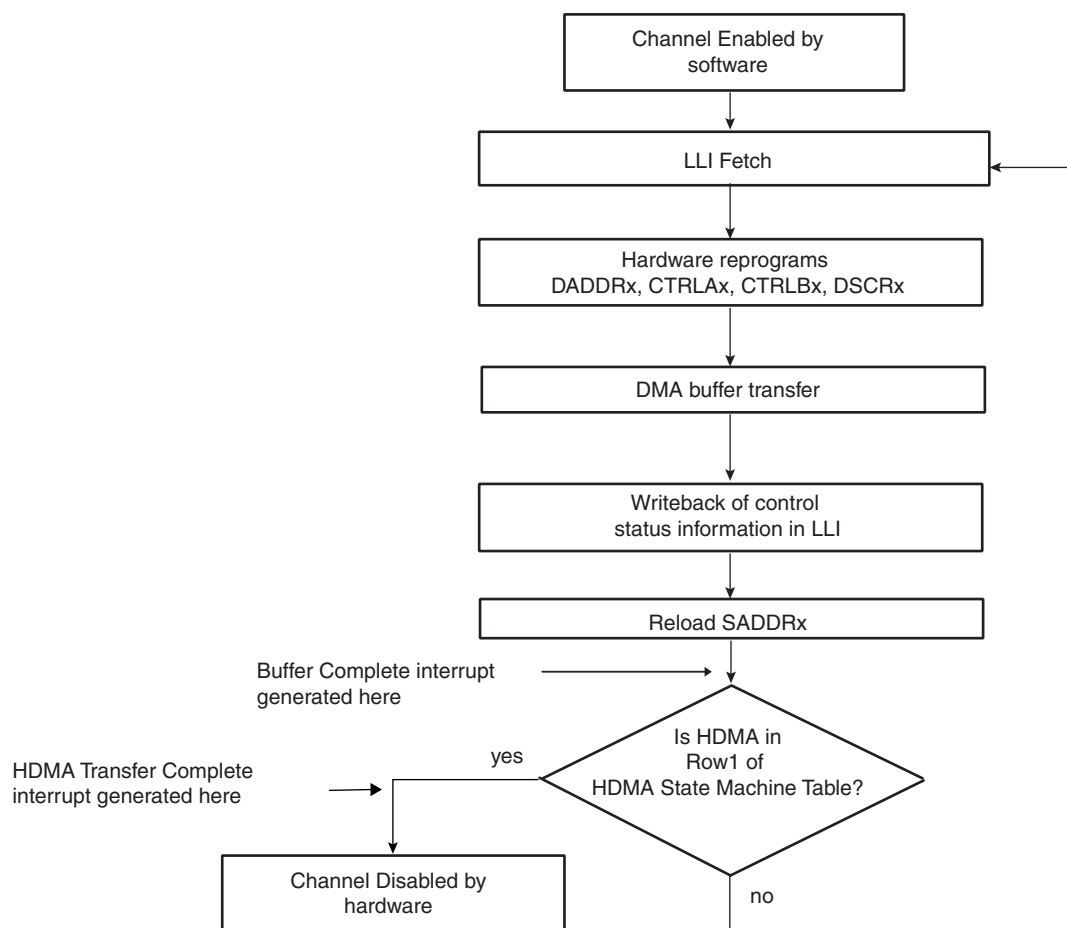 Channel Enabled by
software
LLI Fetch
Hardware reprograms
DADDRx, CTRLAx, CTRLBx, DSCRx
DMA buffer transfer
Writeback of control
status information in LLI
Reload SADDRx
Buffer Complete interrupt
generated here
Is HDMA in
Row1 of
HDMA State Machine Table?
yes
HDMA Transfer Complete
interrupt generated here
Channel Disabled by
hardware
no